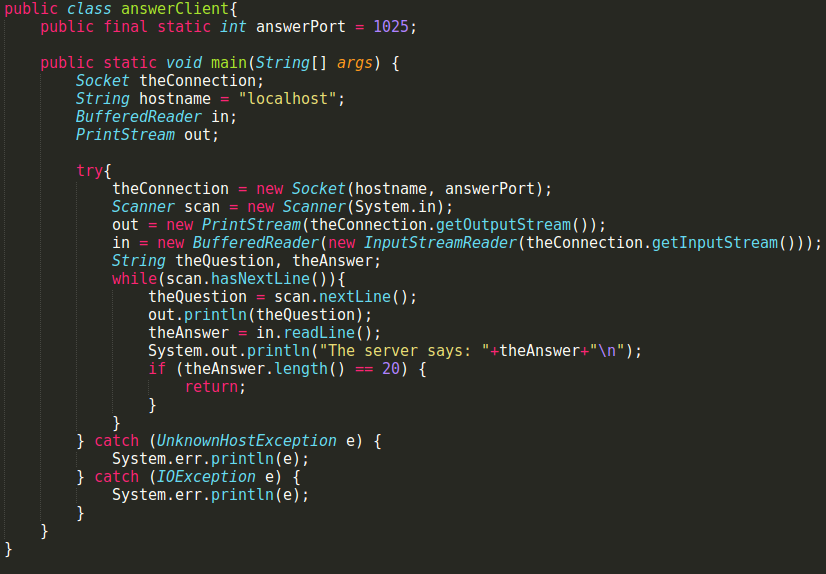 public class answerClient{
    public final static int answerPort = 1025;

    public static void main(String[] args) {
        Socket theConnection;
        String hostname = "localhost";
        BufferedReader in;
        PrintStream out;

        try{
            theConnection = new Socket(hostname, answerPort);
            Scanner scan = new Scanner(System.in);
            out = new PrintStream(theConnection.getOutputStream());
            in = new BufferedReader(new InputStreamReader(theConnection.getInputStream()));
            String theQuestion, theAnswer;
            while(scan.hasNextLine()){
                theQuestion = scan.nextLine();
                out.println(theQuestion);
                theAnswer = in.readLine();
                System.out.println("The server says: "+theAnswer+"\n");
                if (theAnswer.length() == 20) {
                    return;
                }
            }
        } catch (UnknownHostException e) {
            System.err.println(e);
        } catch (IOException e) {
            System.err.println(e);
        }
    }
}